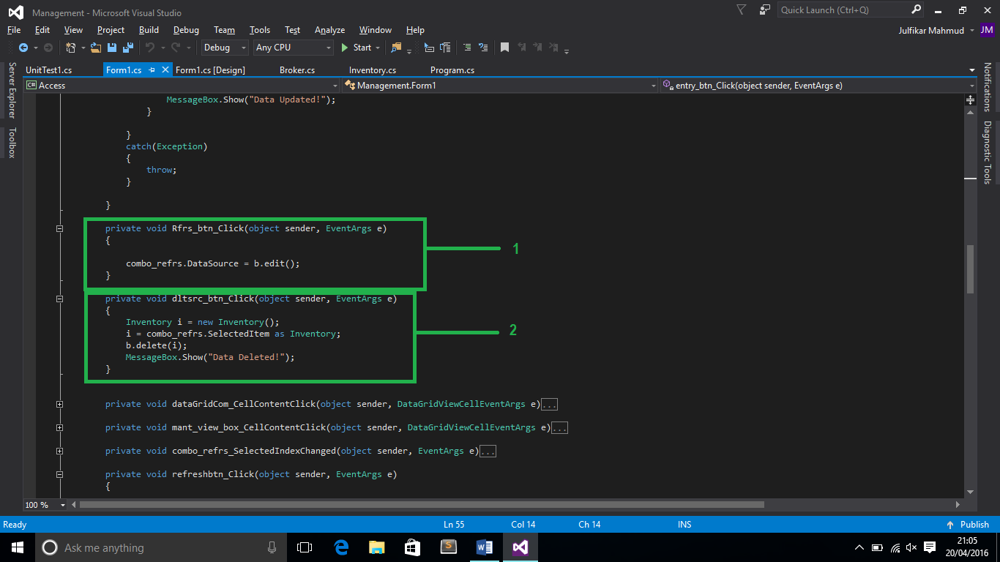 Management - Microsoft Visual Studio
Quick Launch (Ctrl+Q)
File Edit View Project Build Debug Team Tools Test Analyze Window Help
Julfikar Mahmud JM
Debug Any CPU Start
UnitTest1.cs Form1.cs Form1.cs [Design] Broker.cs Inventory.cs Program.cs
C# Access Management.Form1 entry_btn_Click(object sender, EventArgs e)
Server Explorer
Toolbox
Notifications
Diagnostic Tools
MessageBox.Show("Data Updated!");
}
}
catch(Exception)
{
throw;
}
}
private void Rfrs_btn_Click(object sender, EventArgs e)
{
combo_refrs.DataSource = b.edit();
}
1
private void dltsrc_btn_Click(object sender, EventArgs e)
{
Inventory i = new Inventory();
i = combo_refrs.SelectedItem as Inventory;
b.delete(i);
MessageBox.Show("Data Deleted!");
}
2
private void dataGridCom_CellContentClick(object sender, DataGridViewCellEventArgs e)...
private void mant_view_box_CellContentClick(object sender, DataGridViewCellEventArgs e)...
private void combo_refrs_SelectedIndexChanged(object sender, EventArgs e)...
private void refreshbtn_Click(object sender, EventArgs e)
{
100 %
Ready Ln 55 Col 14 Ch 14 INS Publish
Ask me anything
S
W
21:05
20/04/2016